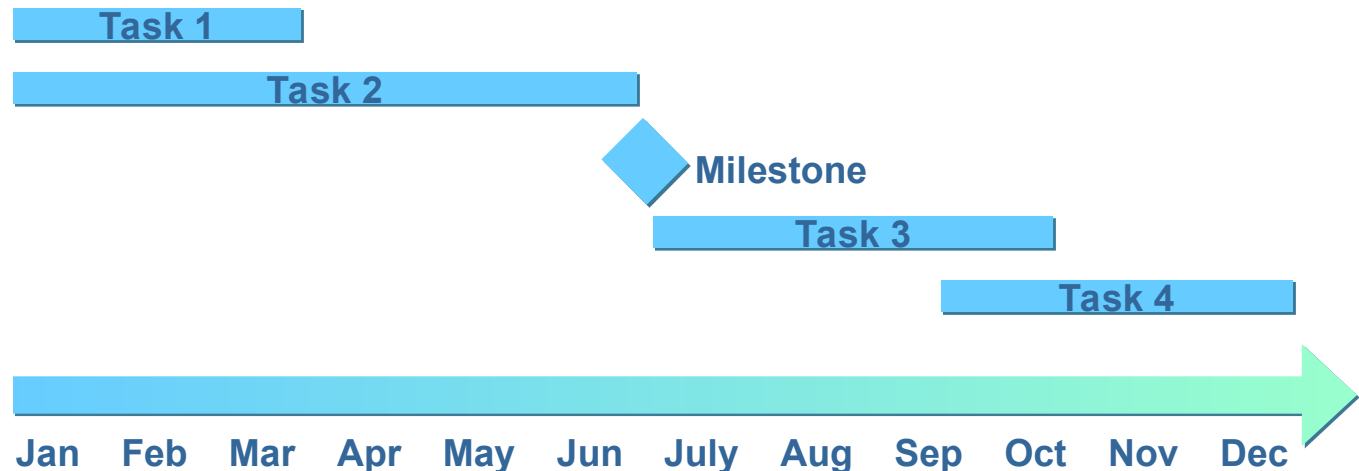 Task 1
Task 2
Milestone
Task 3
Task 4
Jan Feb Mar Apr May Jun July Aug Sep Oct Nov Dec